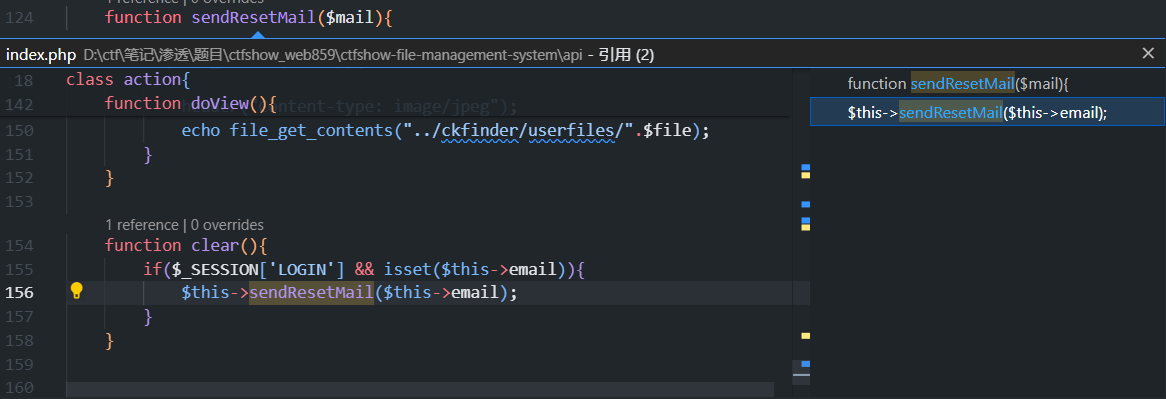 1 reference | 0 overrides
124 function sendResetMail($mail){
index.php D:\ctf\笔记\渗透\题目\ctfshow_web859\ctfshow-file-management-system\api - 引用 (2)
18 class action{
142 function doView(){
ntent-type: image/jpeg");
150 echo file_get_contents("../ckfinder/userfiles/".$file);
151 }
152 }
153
1 reference | 0 overrides
154 function clear(){
155 if($_SESSION['LOGIN'] && isset($this->email)){
156 $this->sendResetMail($this->email);
157 }
158 }
159
160
function sendResetMail($mail){
$this->sendResetMail($this->email);